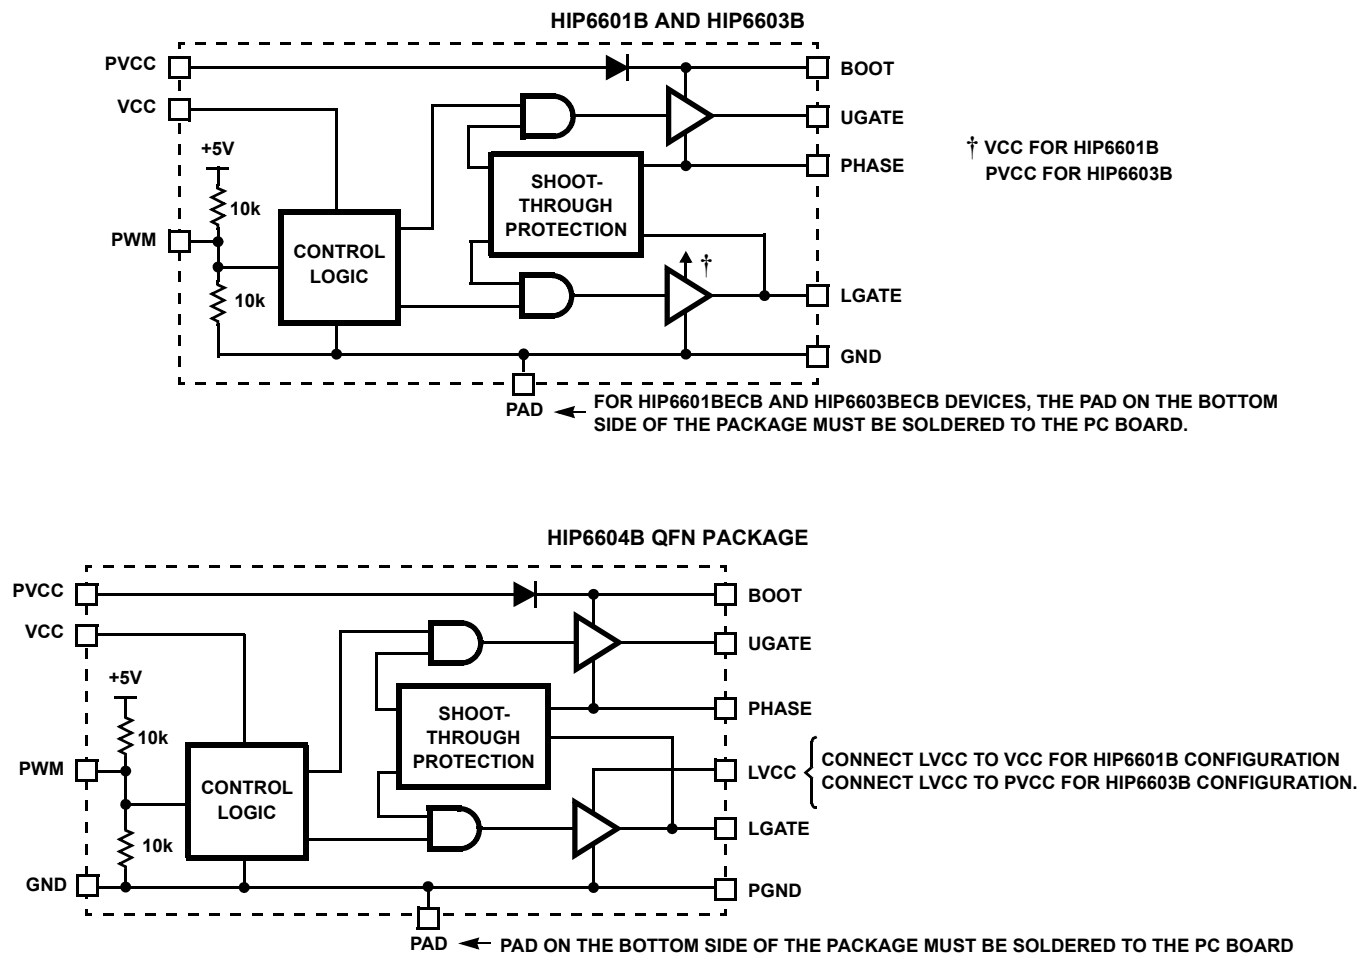 HIP6601B AND HIP6603B
PVCC
BOOT
VCC
UGATE
+5V
† VCC FOR HIP6601B
PVCC FOR HIP6603B
PHASE
10k
SHOOT-
THROUGH
PROTECTION
PWM
CONTROL
LOGIC
†
10k
LGATE
GND
PAD
FOR HIP6601BECB AND HIP6603BECB DEVICES, THE PAD ON THE BOTTOM
SIDE OF THE PACKAGE MUST BE SOLDERED TO THE PC BOARD.
HIP6604B QFN PACKAGE
PVCC
BOOT
VCC
UGATE
+5V
PHASE
10k
SHOOT-
THROUGH
PROTECTION
PWM
LVCC
CONNECT LVCC TO VCC FOR HIP6601B CONFIGURATION
CONNECT LVCC TO PVCC FOR HIP6603B CONFIGURATION.
CONTROL
LOGIC
10k
LGATE
GND
PGND
PAD
PAD ON THE BOTTOM SIDE OF THE PACKAGE MUST BE SOLDERED TO THE PC BOARD